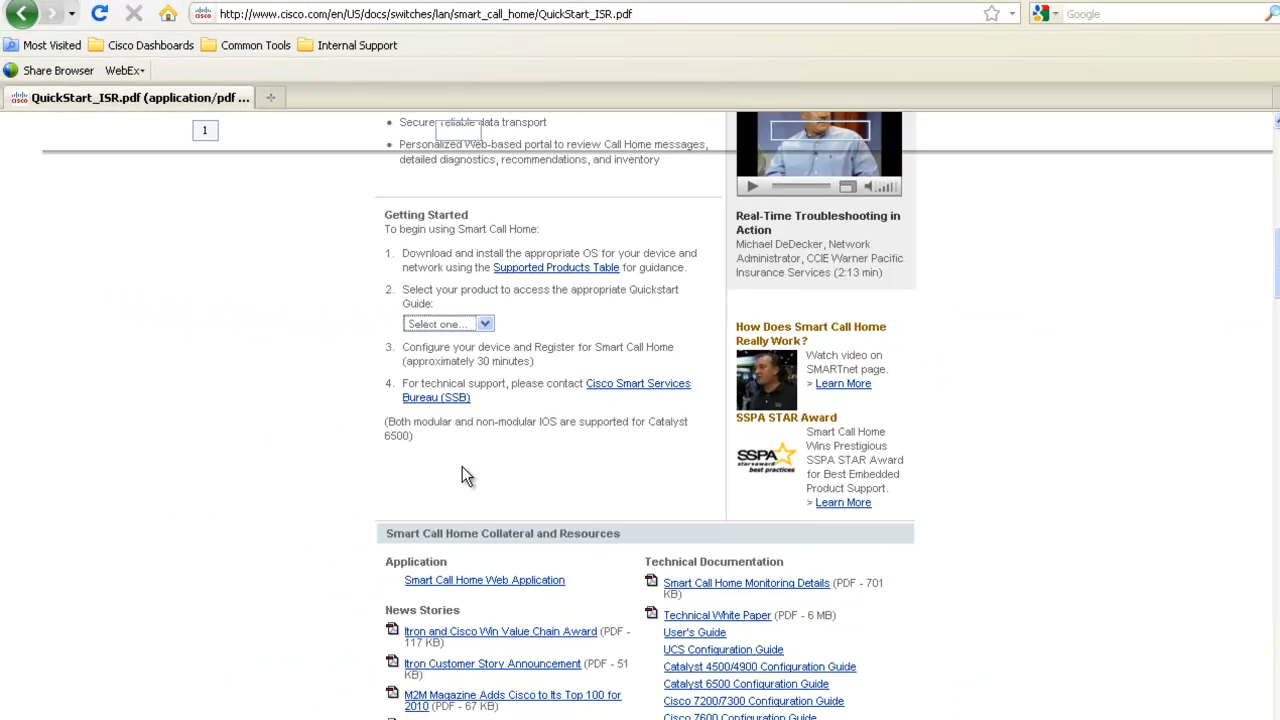 http://www.cisco.com/en/US/docs/switches/lan/smart_call_home/QuickStart_ISR.pdf
Google
Most Visited
Cisco Dashboards
Common Tools
Internal Support
Share Browser
WebEx
QuickStart_ISR.pdf (application/pdf ...
1
Secure reliable data transport
Personalized Web-based portal to review Call Home messages,
detailed diagnostics, recommendations, and inventory
Getting Started
To begin using Smart Call Home:
1. Download and install the appropriate OS for your device and
network using the Supported Products Table for guidance.
2. Select your product to access the appropriate Quickstart
Guide:
Select one...
3. Configure your device and Register for Smart Call Home
(approximately 30 minutes)
4. For technical support, please contact Cisco Smart Services
Bureau (SSB)
(Both modular and non-modular IOS are supported for Catalyst
6500)
Real-Time Troubleshooting in
Action
Michael DeDecker, Network
Administrator, CCIE Warner Pacific
Insurance Services (2:13 min)
How Does Smart Call Home
Really Work?
Watch video on
SMARTnet page.
> Learn More
SSPA STAR Award
Smart Call Home
Wins Prestigious
SSPA STAR Award
for Best Embedded
Product Support.
> Learn More
SSPA
staraward
best practices
Smart Call Home Collateral and Resources
Application
Smart Call Home Web Application
News Stories
Itron and Cisco Win Value Chain Award (PDF -
117 KB)
Itron Customer Story Announcement (PDF - 51
KB)
M2M Magazine Adds Cisco to Its Top 100 for
2010 (PDF - 67 KB)
Technical Documentation
Smart Call Home Monitoring Details (PDF - 701
KB)
Technical White Paper (PDF - 6 MB)
User's Guide
UCS Configuration Guide
Catalyst 4500/4900 Configuration Guide
Catalyst 6500 Configuration Guide
Cisco 7200/7300 Configuration Guide
Cisco 7600 Configuration Guide